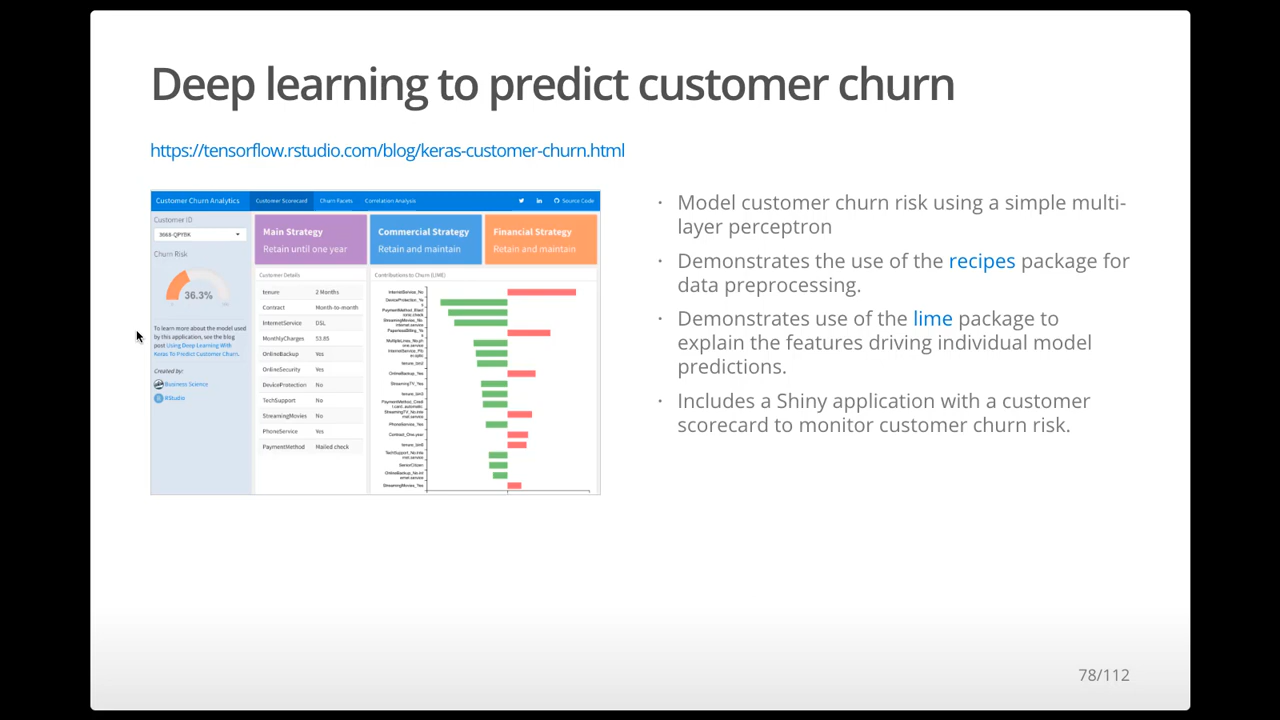 Deep learning to predict customer churn
https://tensorflow.rstudio.com/blog/keras-customer-churn.html
Customer Churn Analytics
Customer Scorecard
Churn Facets
Correlation Analysis
Source Code
Customer ID
Churn Risk
36.3%
To learn more about the model used
by this application, see the blog
post Using Deep Learning With
Keras To Predict Customer Churn.
Created by:
Business Science
RStudio
Main Strategy
Retain until one year
Commercial Strategy
Retain and maintain
Financial Strategy
Retain and maintain
Customer Details
tenure 2 Months
Contract Month-to-month
InternetService DSL
MonthlyCharges 53.85
OnlineBackup Yes
OnlineSecurity Yes
DeviceProtection No
TechSupport No
StreamingMovies No
PhoneService Yes
PaymentMethod Mailed check
Contributions to Churn (LIME)
InternetService_No
OnlineBackup_Yes
StreamingTV_Yes
PhoneService_Yes
Contract_One.year
SeniorCitizen
StreamingMovies_Yes
· Model customer churn risk using a simple multi-
layer perceptron
· Demonstrates the use of the recipes package for
data preprocessing.
· Demonstrates use of the lime package to
explain the features driving individual model
predictions.
· Includes a Shiny application with a customer
scorecard to monitor customer churn risk.
78/112